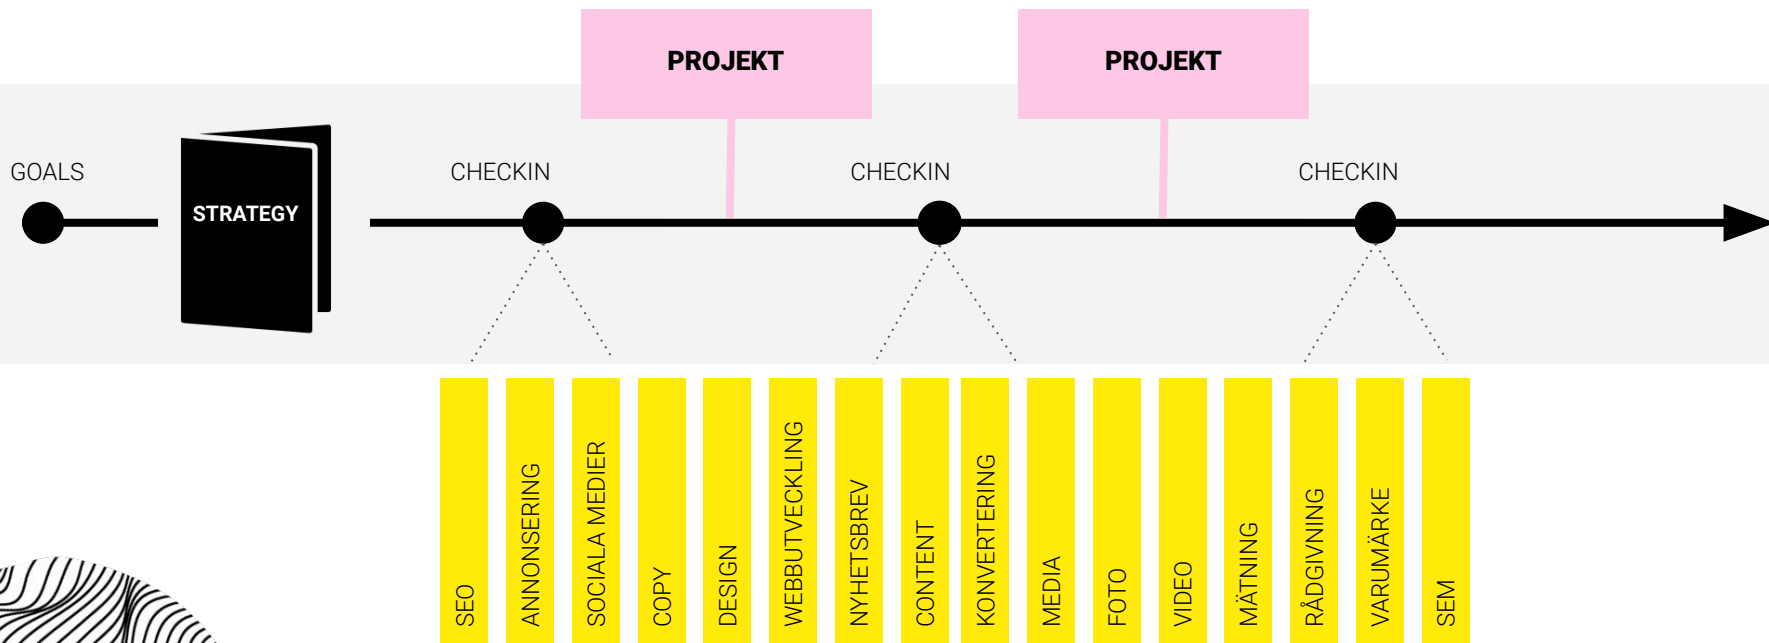 PROJEKT
PROJEKT
GOALS
CHECKIN
CHECKIN
CHECKIN
STRATEGY
SEO
ANNONSERING
SOCIALA MEDIER
COPY
DESIGN
WEBBUTVECKLING
NYHETSBREV
CONTENT
KONVERTERING
MEDIA
FOTO
VIDEO
MÄTNING
RÅDGIVNING
VARUMÄRKE
SEM